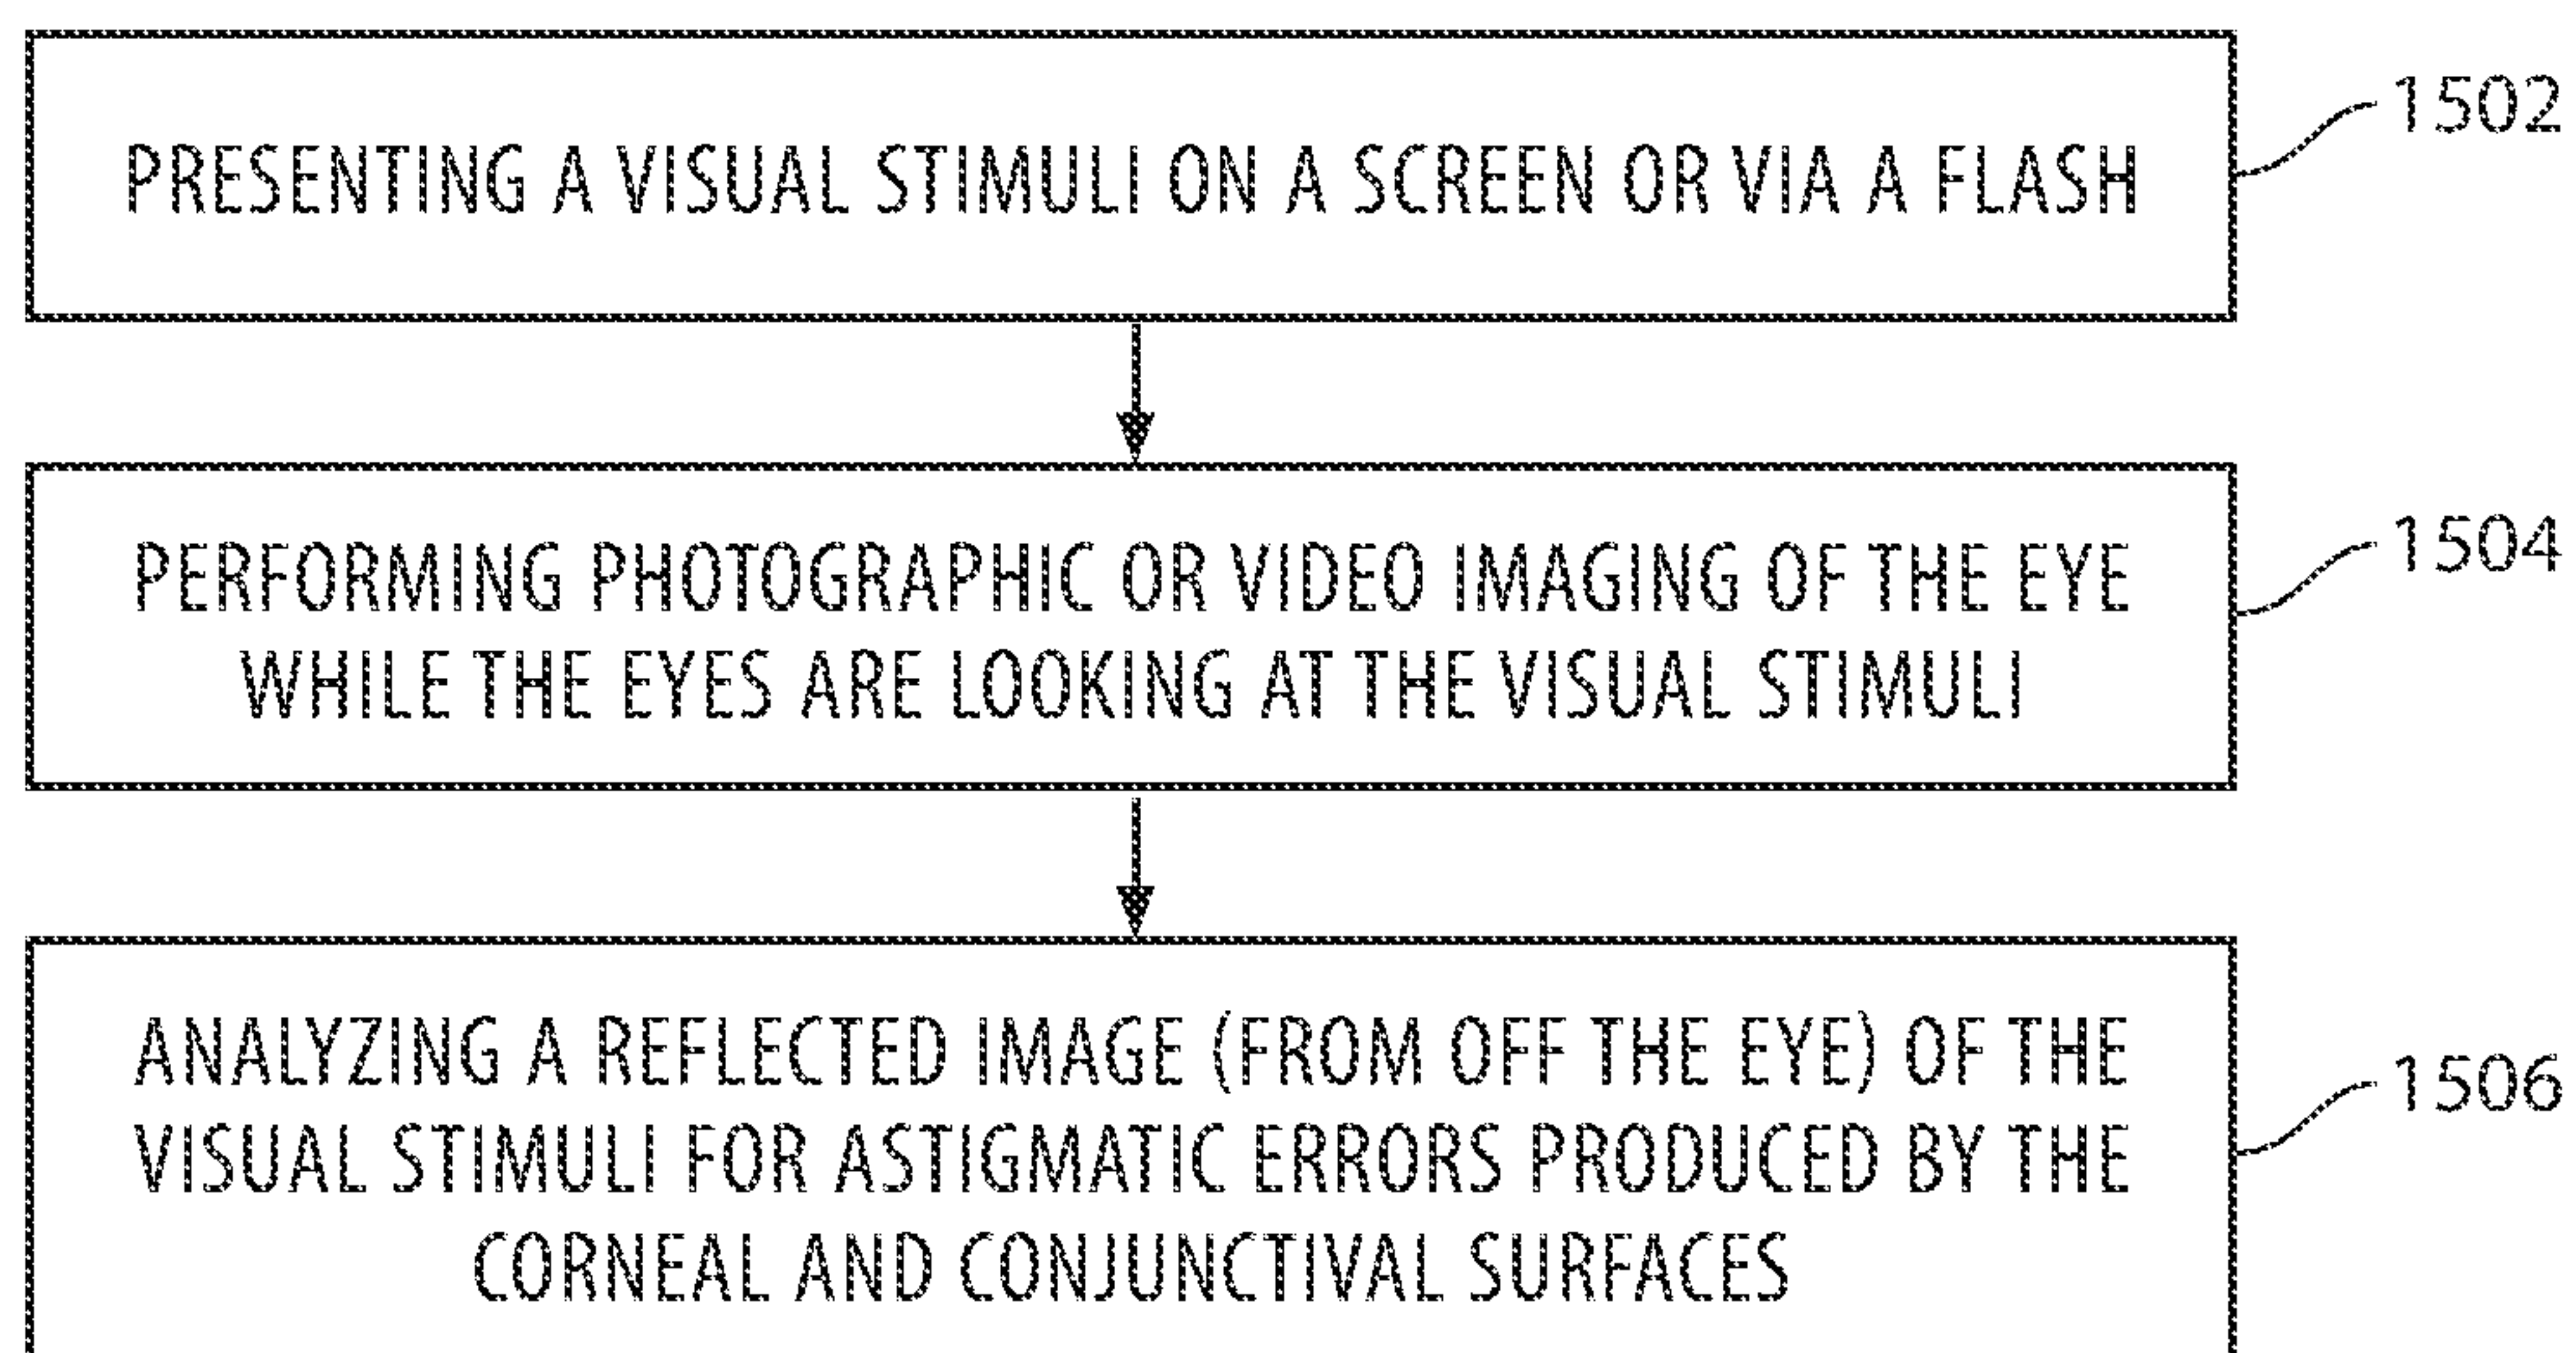 PRESENTING A VISUAL STIMULI ON A SCREEN OR VIA A FLASH
1502
PERFORMING PHOTOGRAPHIC OR VIDEO IMAGING OF THE EYE
WHILE THE EYES ARE LOOKING AT THE VISUAL STIMULI
1504
ANALYZING A REFLECTED IMAGE (FROM OFF THE EYE) OF THE
VISUAL STIMULI FOR ASTIGMATIC ERRORS PRODUCED BY THE
CORNEAL AND CONJUNCTIVAL SURFACES
1506